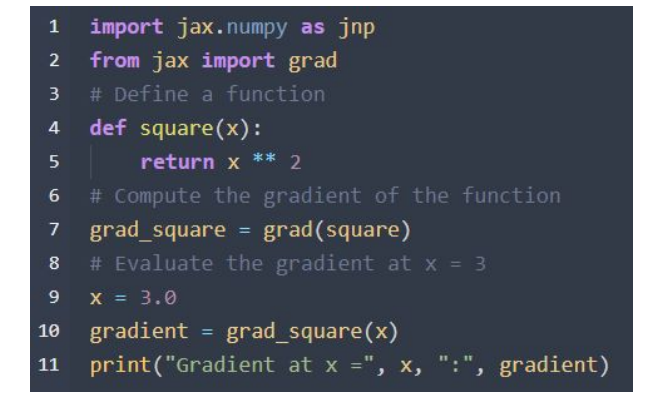 1 import jax.numpy as jnp
2 from jax import grad
3 # Define a function
4 def square(x):
5     return x ** 2
6 # Compute the gradient of the function
7 grad_square = grad(square)
8 # Evaluate the gradient at x = 3
9 x = 3.0
10 gradient = grad_square(x)
11 print("Gradient at x =", x, ":", gradient)